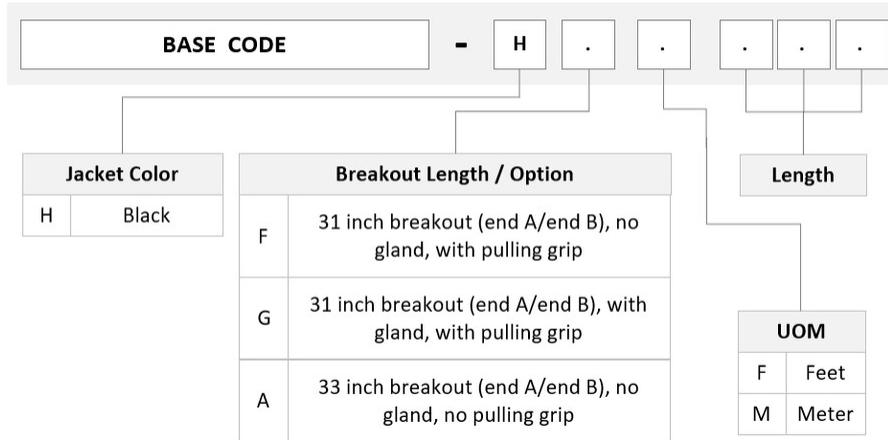 BASE CODE - H . . . . .
Jacket Color
H Black
Breakout Length / Option
F 31 inch breakout (end A/end B), no
gland, with pulling grip
G 31 inch breakout (end A/end B), with
gland, with pulling grip
A 33 inch breakout (end A/end B), no
gland, no pulling grip
Length
UOM
F Feet
M Meter